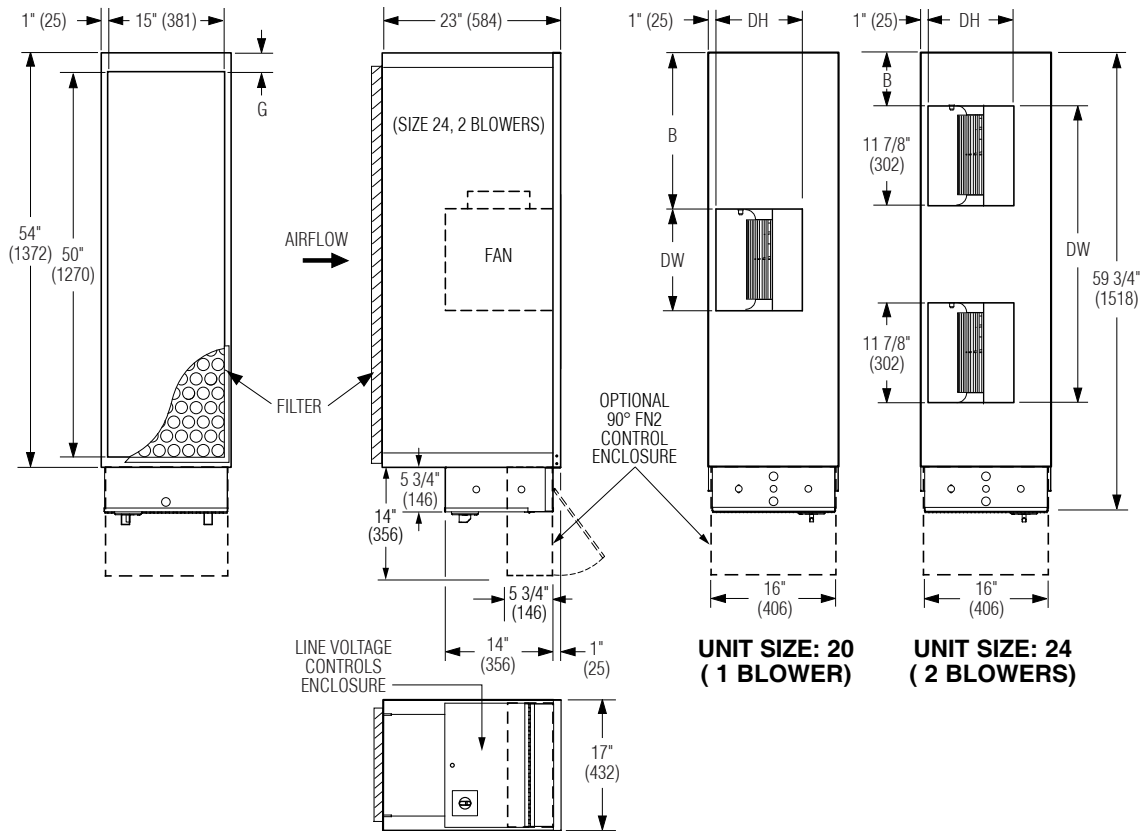 1" (25)
15" (381)
G
54"
(1372)
50"
(1270)
FILTER
23" (584)
(SIZE 24, 2 BLOWERS)
AIRFLOW
FAN
5 3/4"
(146)
14"
(356)
5 3/4"
(146)
14"
(356)
1"
(25)
OPTIONAL
90° FN2
CONTROL
ENCLOSURE
1" (25)
DH
B
DW
16"
(406)
UNIT SIZE: 20
( 1 BLOWER)
1" (25)
DH
B
11 7/8"
(302)
DW
59 3/4"
(1518)
11 7/8"
(302)
16"
(406)
UNIT SIZE: 24
( 2 BLOWERS)
LINE VOLTAGE
CONTROLS
ENCLOSURE
17"
(432)